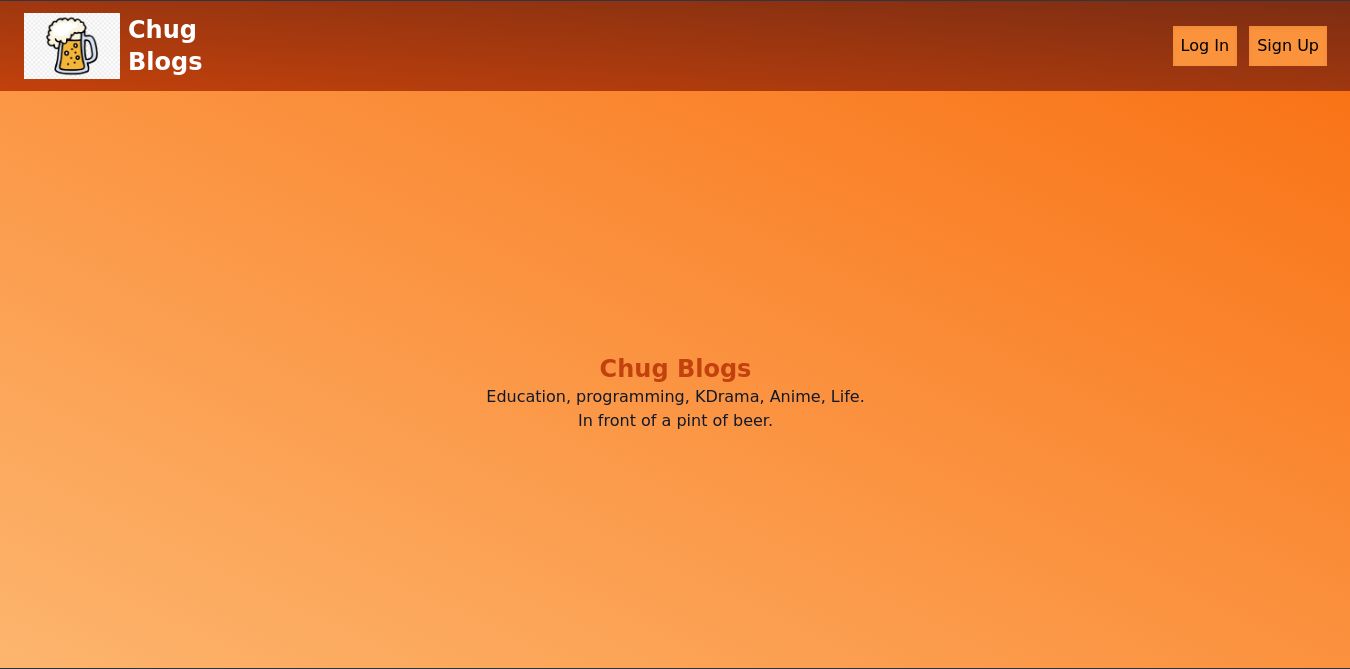 Chug
Blogs
Log In
Sign Up
Chug Blogs
Education, programming, KDrama, Anime, Life.
In front of a pint of beer.